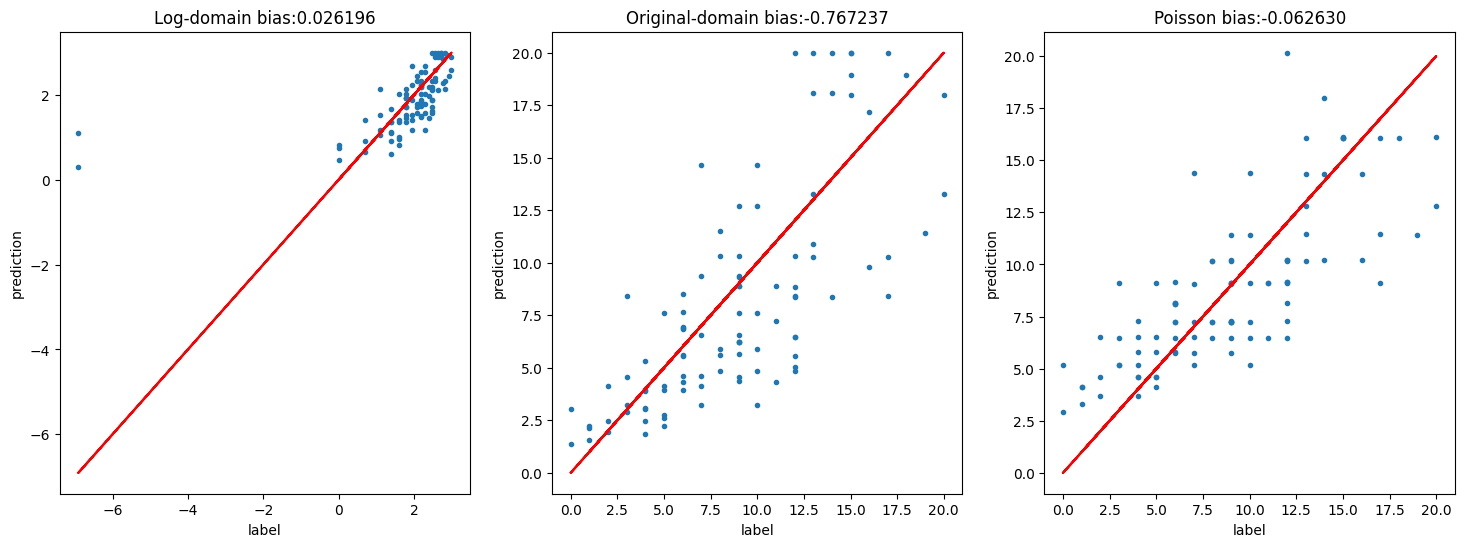 Log-domain bias:0.026196
prediction
2
0
−2
−4
−6
−6 −4 −2 0 2
label
Original-domain bias:-0.767237
prediction
20.0
17.5
15.0
12.5
10.0
7.5
5.0
2.5
0.0
0.0 2.5 5.0 7.5 10.0 12.5 15.0 17.5 20.0
label
Poisson bias:-0.062630
prediction
20.0
17.5
15.0
12.5
10.0
7.5
5.0
2.5
0.0
0.0 2.5 5.0 7.5 10.0 12.5 15.0 17.5 20.0
label